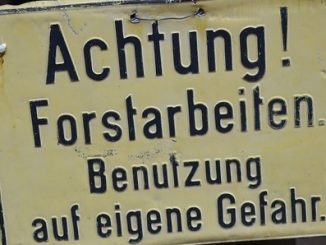 Achtung!
Forstarbeiten.
Benutzung
auf eigene Gefahr.